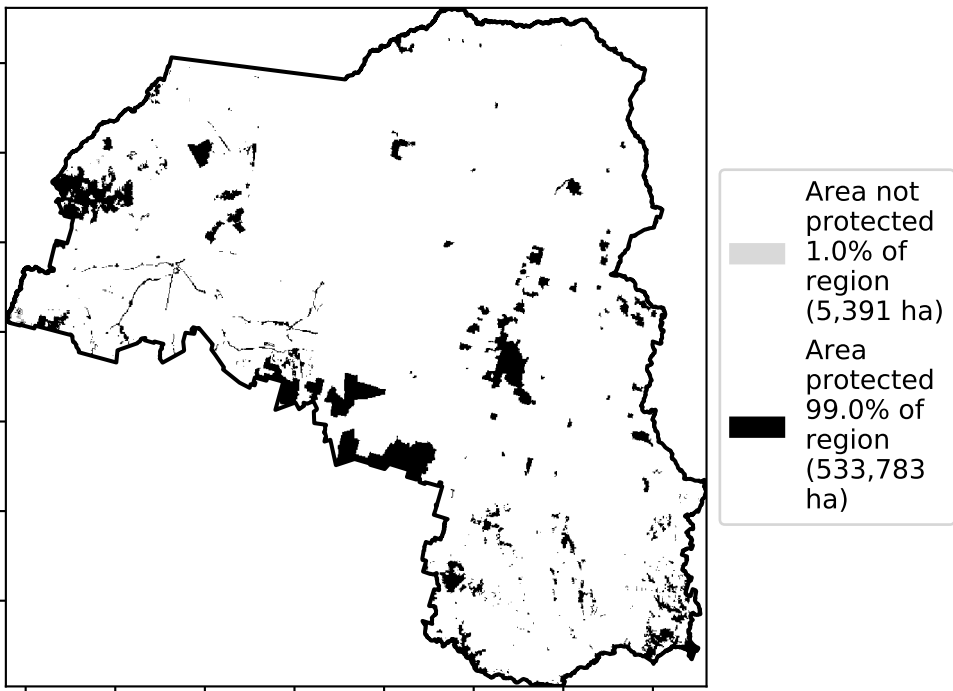 Area not
protected
1.0% of
region
(5,391 ha)
Area
protected
99.0% of
region
(533,783
ha)